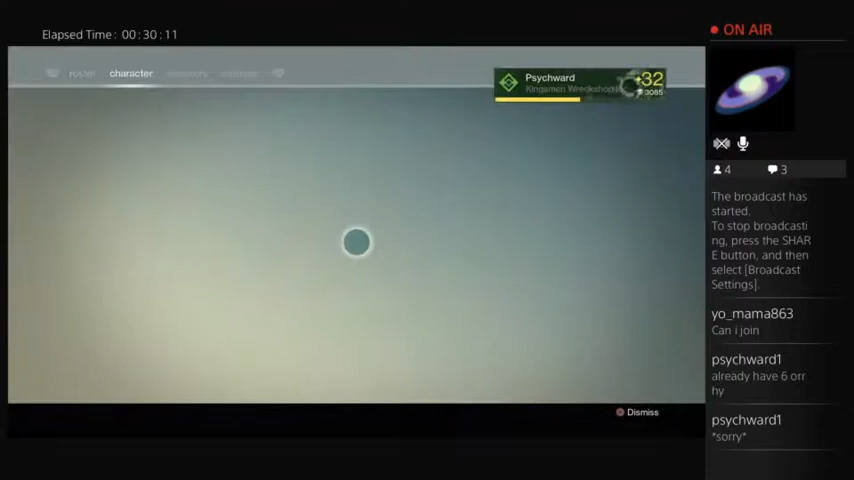 Elapsed Time : 00:30:11
ON AIR
roster
character
Psychward
Kingsmen Wreckshop
32
3085
4
3
The broadcast has
started.
To stop broadcasti
ng, press the SHAR
E button, and then
select [Broadcast
Settings].
yo_mama863
Can i join
psychward1
already have 6 orr
hy
Dismiss
psychward1
*sorry*